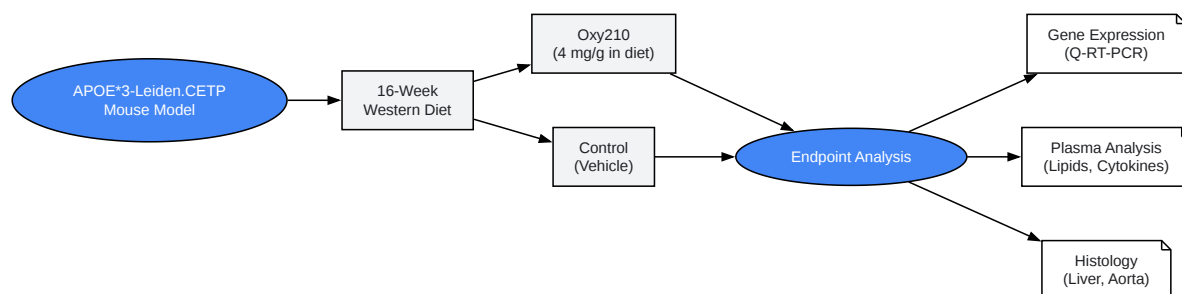 APOE*3-Leiden.CETP
Mouse Model
16-Week
Western Diet
Oxy210
(4 mg/g in diet)
Control
(Vehicle)
Endpoint Analysis
Gene Expression
(Q-RT-PCR)
Plasma Analysis
(Lipids, Cytokines)
Histology
(Liver, Aorta)